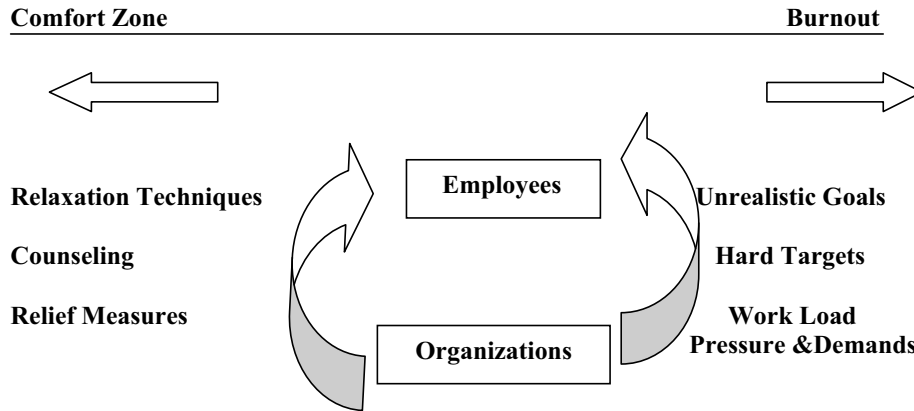 Comfort Zone
Burnout
Employees
Relaxation Techniques
Unrealistic Goals
Counseling
Hard Targets
Relief Measures
Work Load
Pressure &Demands
Organizations